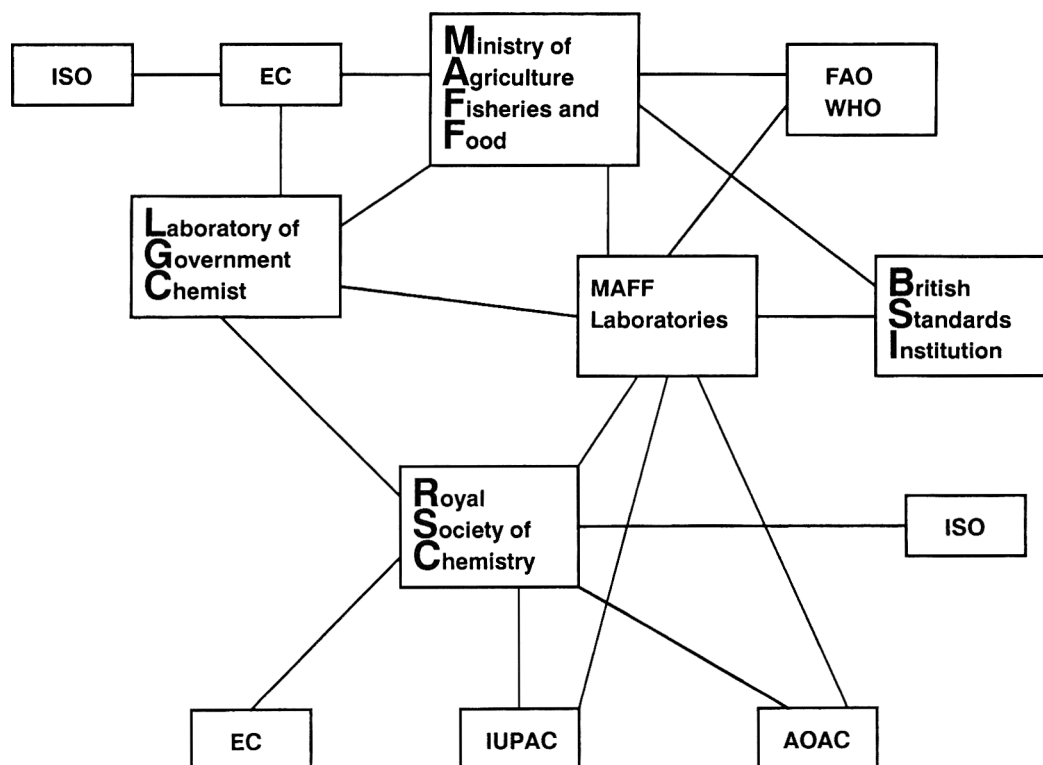 Ministry of
Agriculture
Fisheries and
Food
ISO
EC
FAO
WHO
Laboratory of
Government
Chemist
MAFF
Laboratories
British
Standards
Institution
Royal
Society of
Chemistry
ISO
EC
IUPAC
AOAC